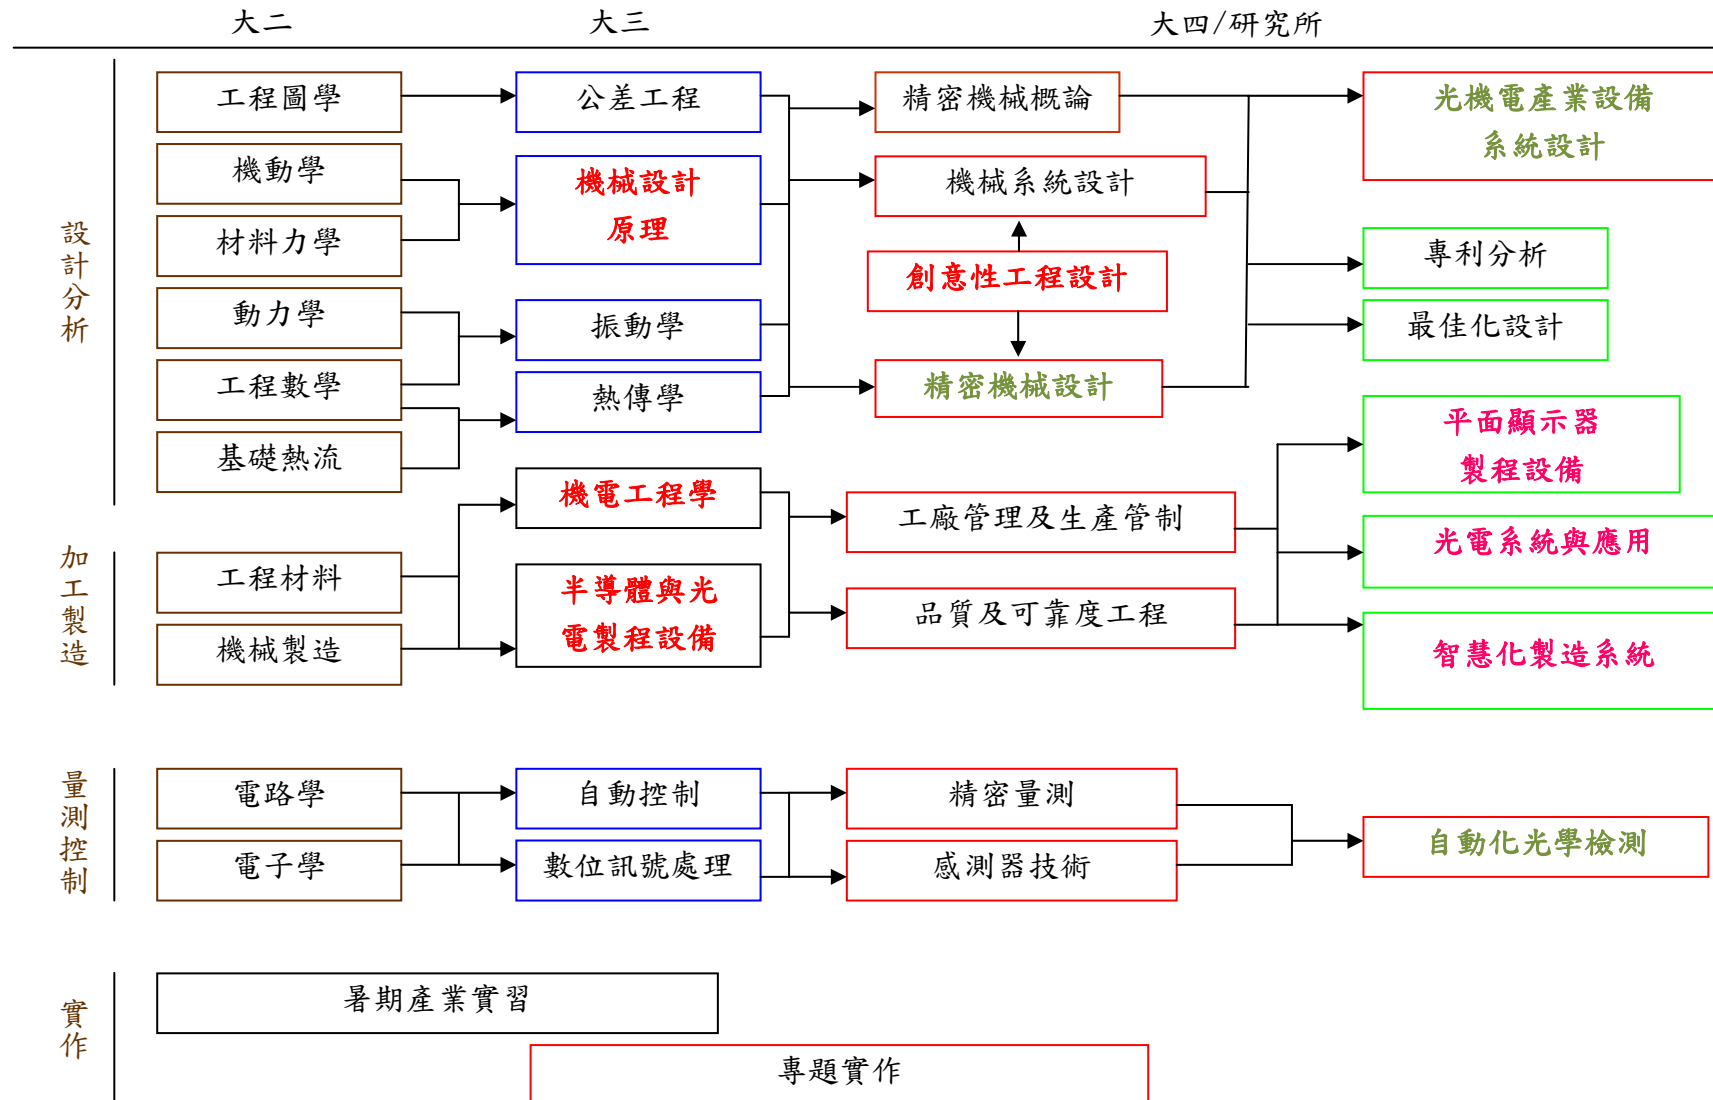 大二
大三
大四/研究所
設計分析
工程圖學
公差工程
精密機械概論
光機電產業設備
系統設計
機動學
機械設計
原理
機械系統設計
材料力學
創意性工程設計
專利分析
動力學
振動學
最佳化設計
工程數學
熱傳學
精密機械設計
平面顯示器
製程設備
基礎熱流
加工製造
機電工程學
工廠管理及生產管制
光電系統與應用
工程材料
半導體與光
電製程設備
品質及可靠度工程
機械製造
智慧化製造系統
量測控制
電路學
自動控制
精密量測
自動化光學檢測
電子學
數位訊號處理
感測器技術
實作
暑期產業實習
專題實作